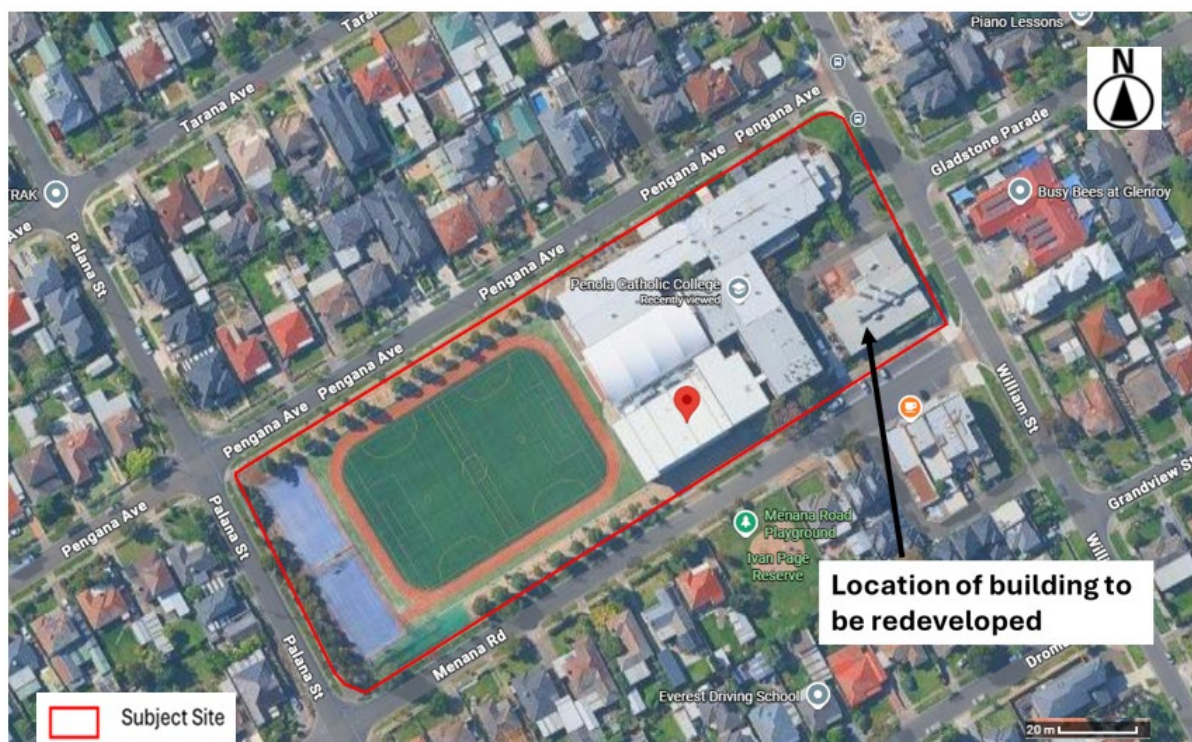 Piano Lessons
N
Tarana
Tarana Ave
Pengana Ave
Gladstone Parade
Pengana Ave
Busy Bees at Glenroy
TRAK
Ave
Palana St
Pengana Ave
Penola Catholic College
Recently viewed
Pengana Ave
William St
Pengana Ave
Grandview St
Pengana Ave
Palana St
Menana Road
Playground
Ivan Page
Reserve
Willi
Location of building to
be redeveloped
Menana Rd
Palana St
Everest Driving School
Drom
Subject Site
20 m